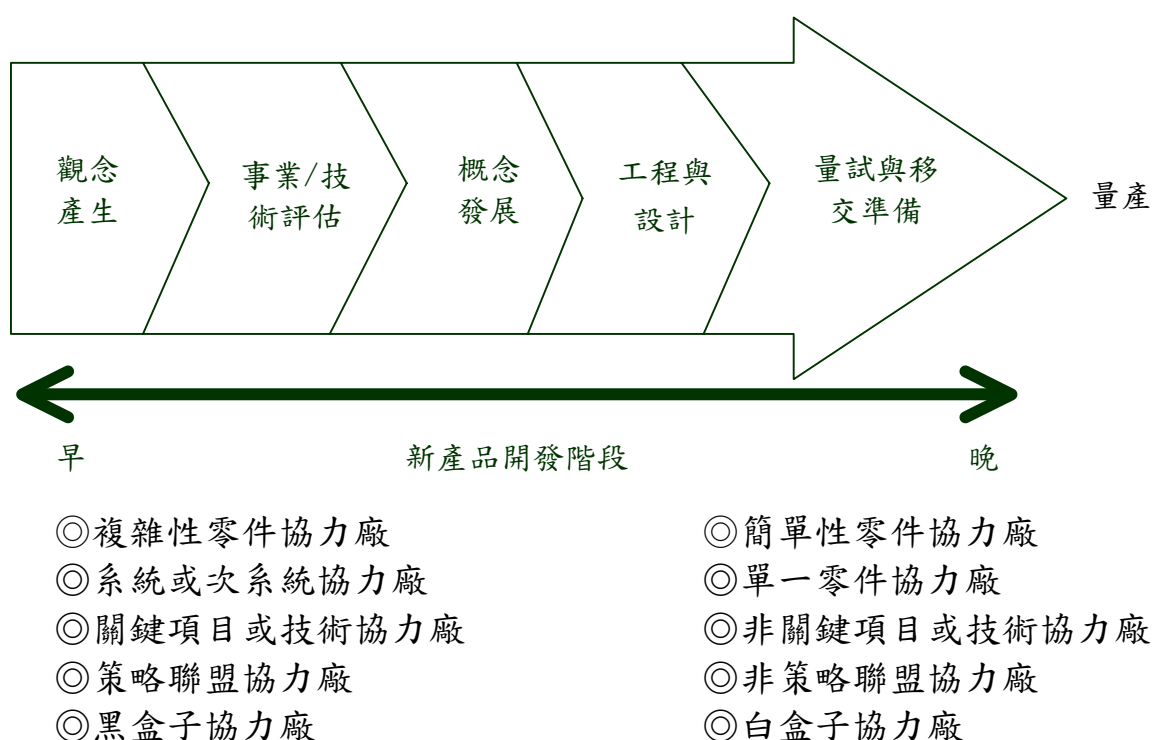 觀念
產生
事業/技
術評估
概念
發展
工程與
設計
量試與移
交準備
量產
早
新產品開發階段
晚
◎複雜性零件協力廠
◎系統或次系統協力廠
◎關鍵項目或技術協力廠
◎策略聯盟協力廠
◎黑盒子協力廠
◎簡單性零件協力廠
◎單一零件協力廠
◎非關鍵項目或技術協力廠
◎非策略聯盟協力廠
◎白盒子協力廠